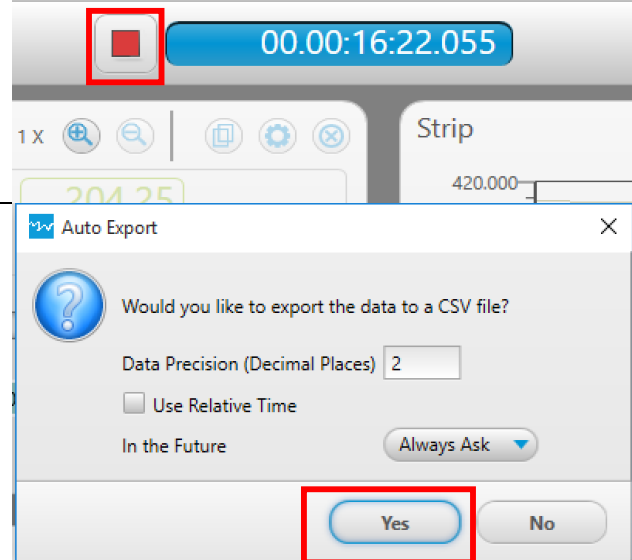 00.00:16:22.055
1 X
Strip
204.25
420.000
Auto Export
Would you like to export the data to a CSV file?
Data Precision (Decimal Places) 2
Use Relative Time
In the Future Always Ask
Yes No